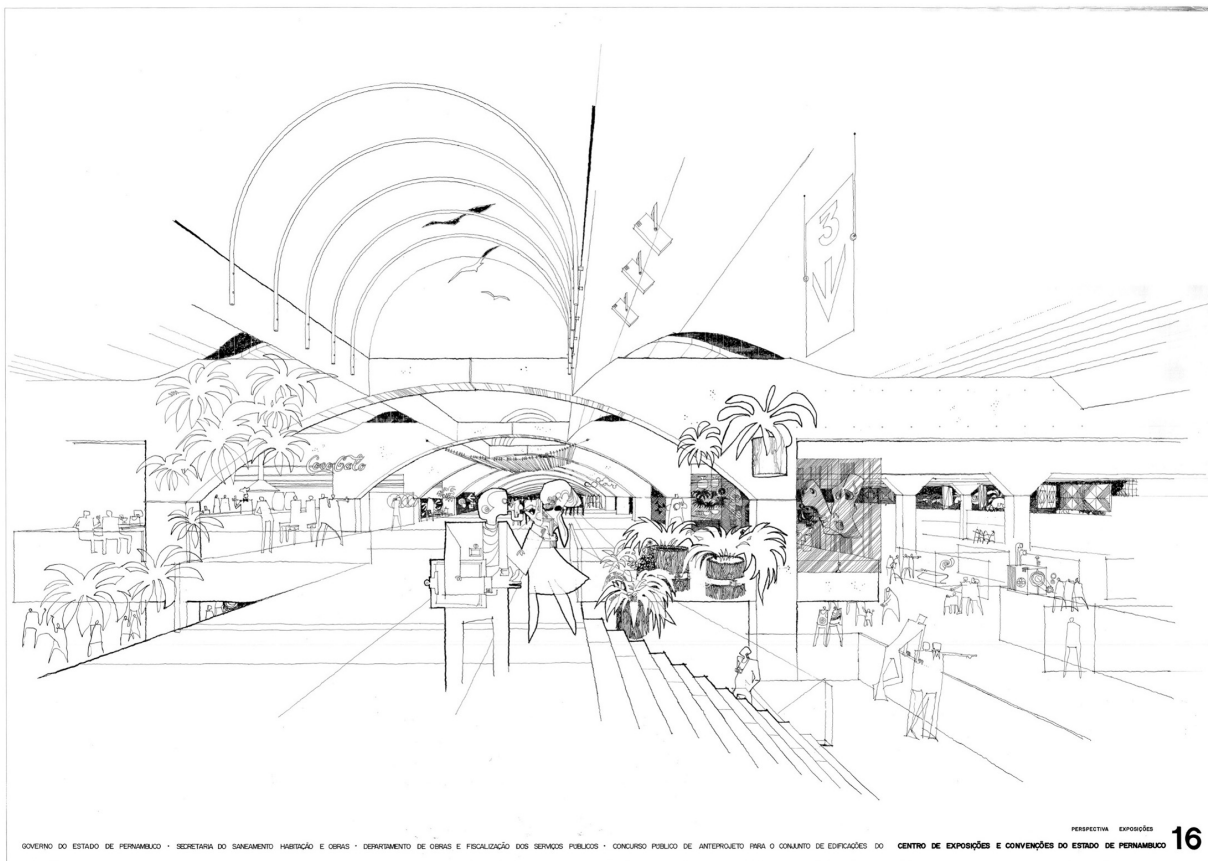 3
CocoBato
PERSPECTIVA EXPOSIÇÕES
GOVERNO DO ESTADO DE PERNAMBUCO • SECRETARIA DO SANEAMENTO HABITAÇÃO E OBRAS • DEPARTAMENTO DE OBRAS E FISCALIZAÇÃO DOS SERVIÇOS PÚBLICOS • CONCURSO PÚBLICO DE ANTEPROJETO PARA O CONJUNTO DE EDIFICAÇÕES DO CENTRO DE EXPOSIÇÕES E CONVENÇÕES DO ESTADO DE PERNAMBUCO 16